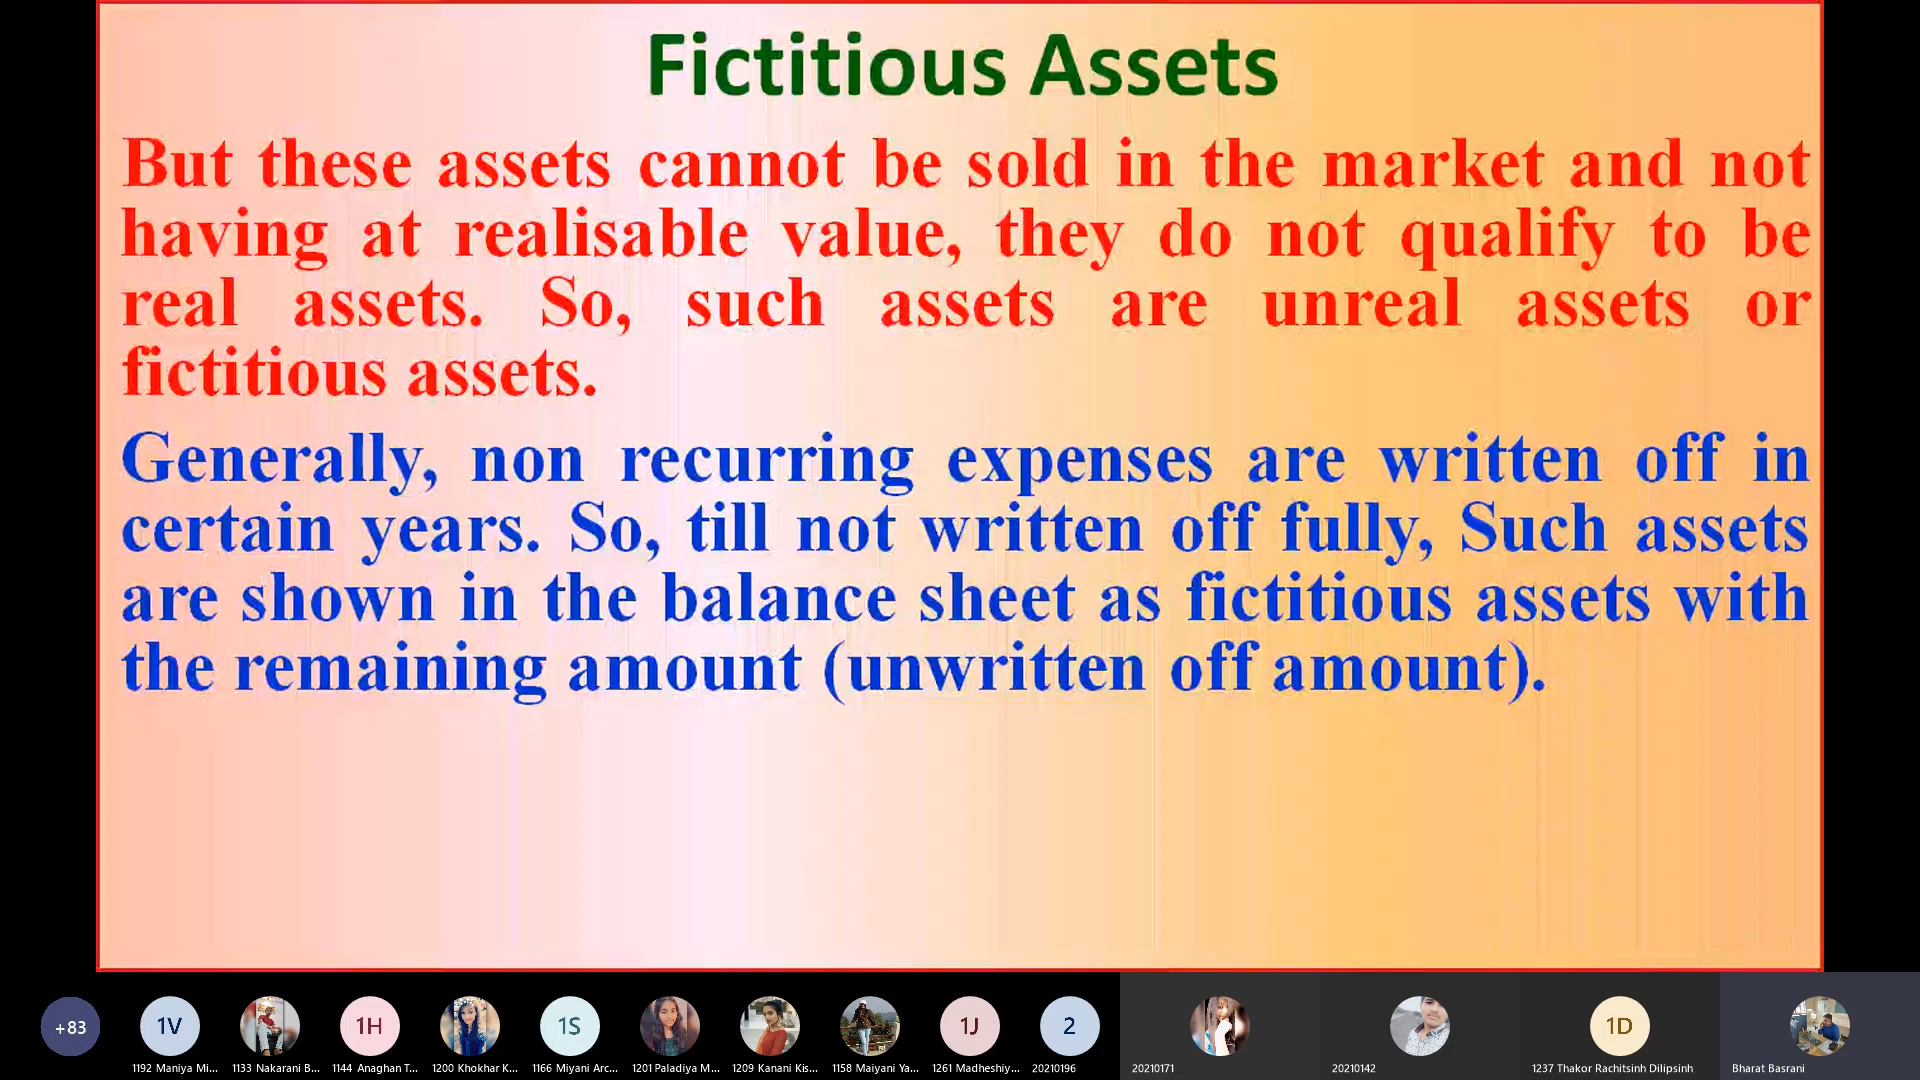 Fictitious Assets
But these assets cannot be sold in the market and not
having at realisable value, they do not qualify to be
real assets. So, such assets are unreal assets or
fictitious assets.
Generally, non recurring expenses are written off in
certain years. So, till not written off fully, Such assets
are shown in the balance sheet as fictitious assets with
the remaining amount (unwritten off amount).
+83
1V
1H
1S
1J
2
1D
1192 Maniya Mi...
1133 Nakarani B...
1144 Anaghan T...
1200 Khokhar K...
1166 Miyani Arc...
1201 Paladiya M...
1209 Kanani Kis...
1158 Maiyani Ya...
1261 Madheshiy...
20210196
20210171
20210142
1237 Thakor Rachitsinh Dilipsinh
Bharat Basrani